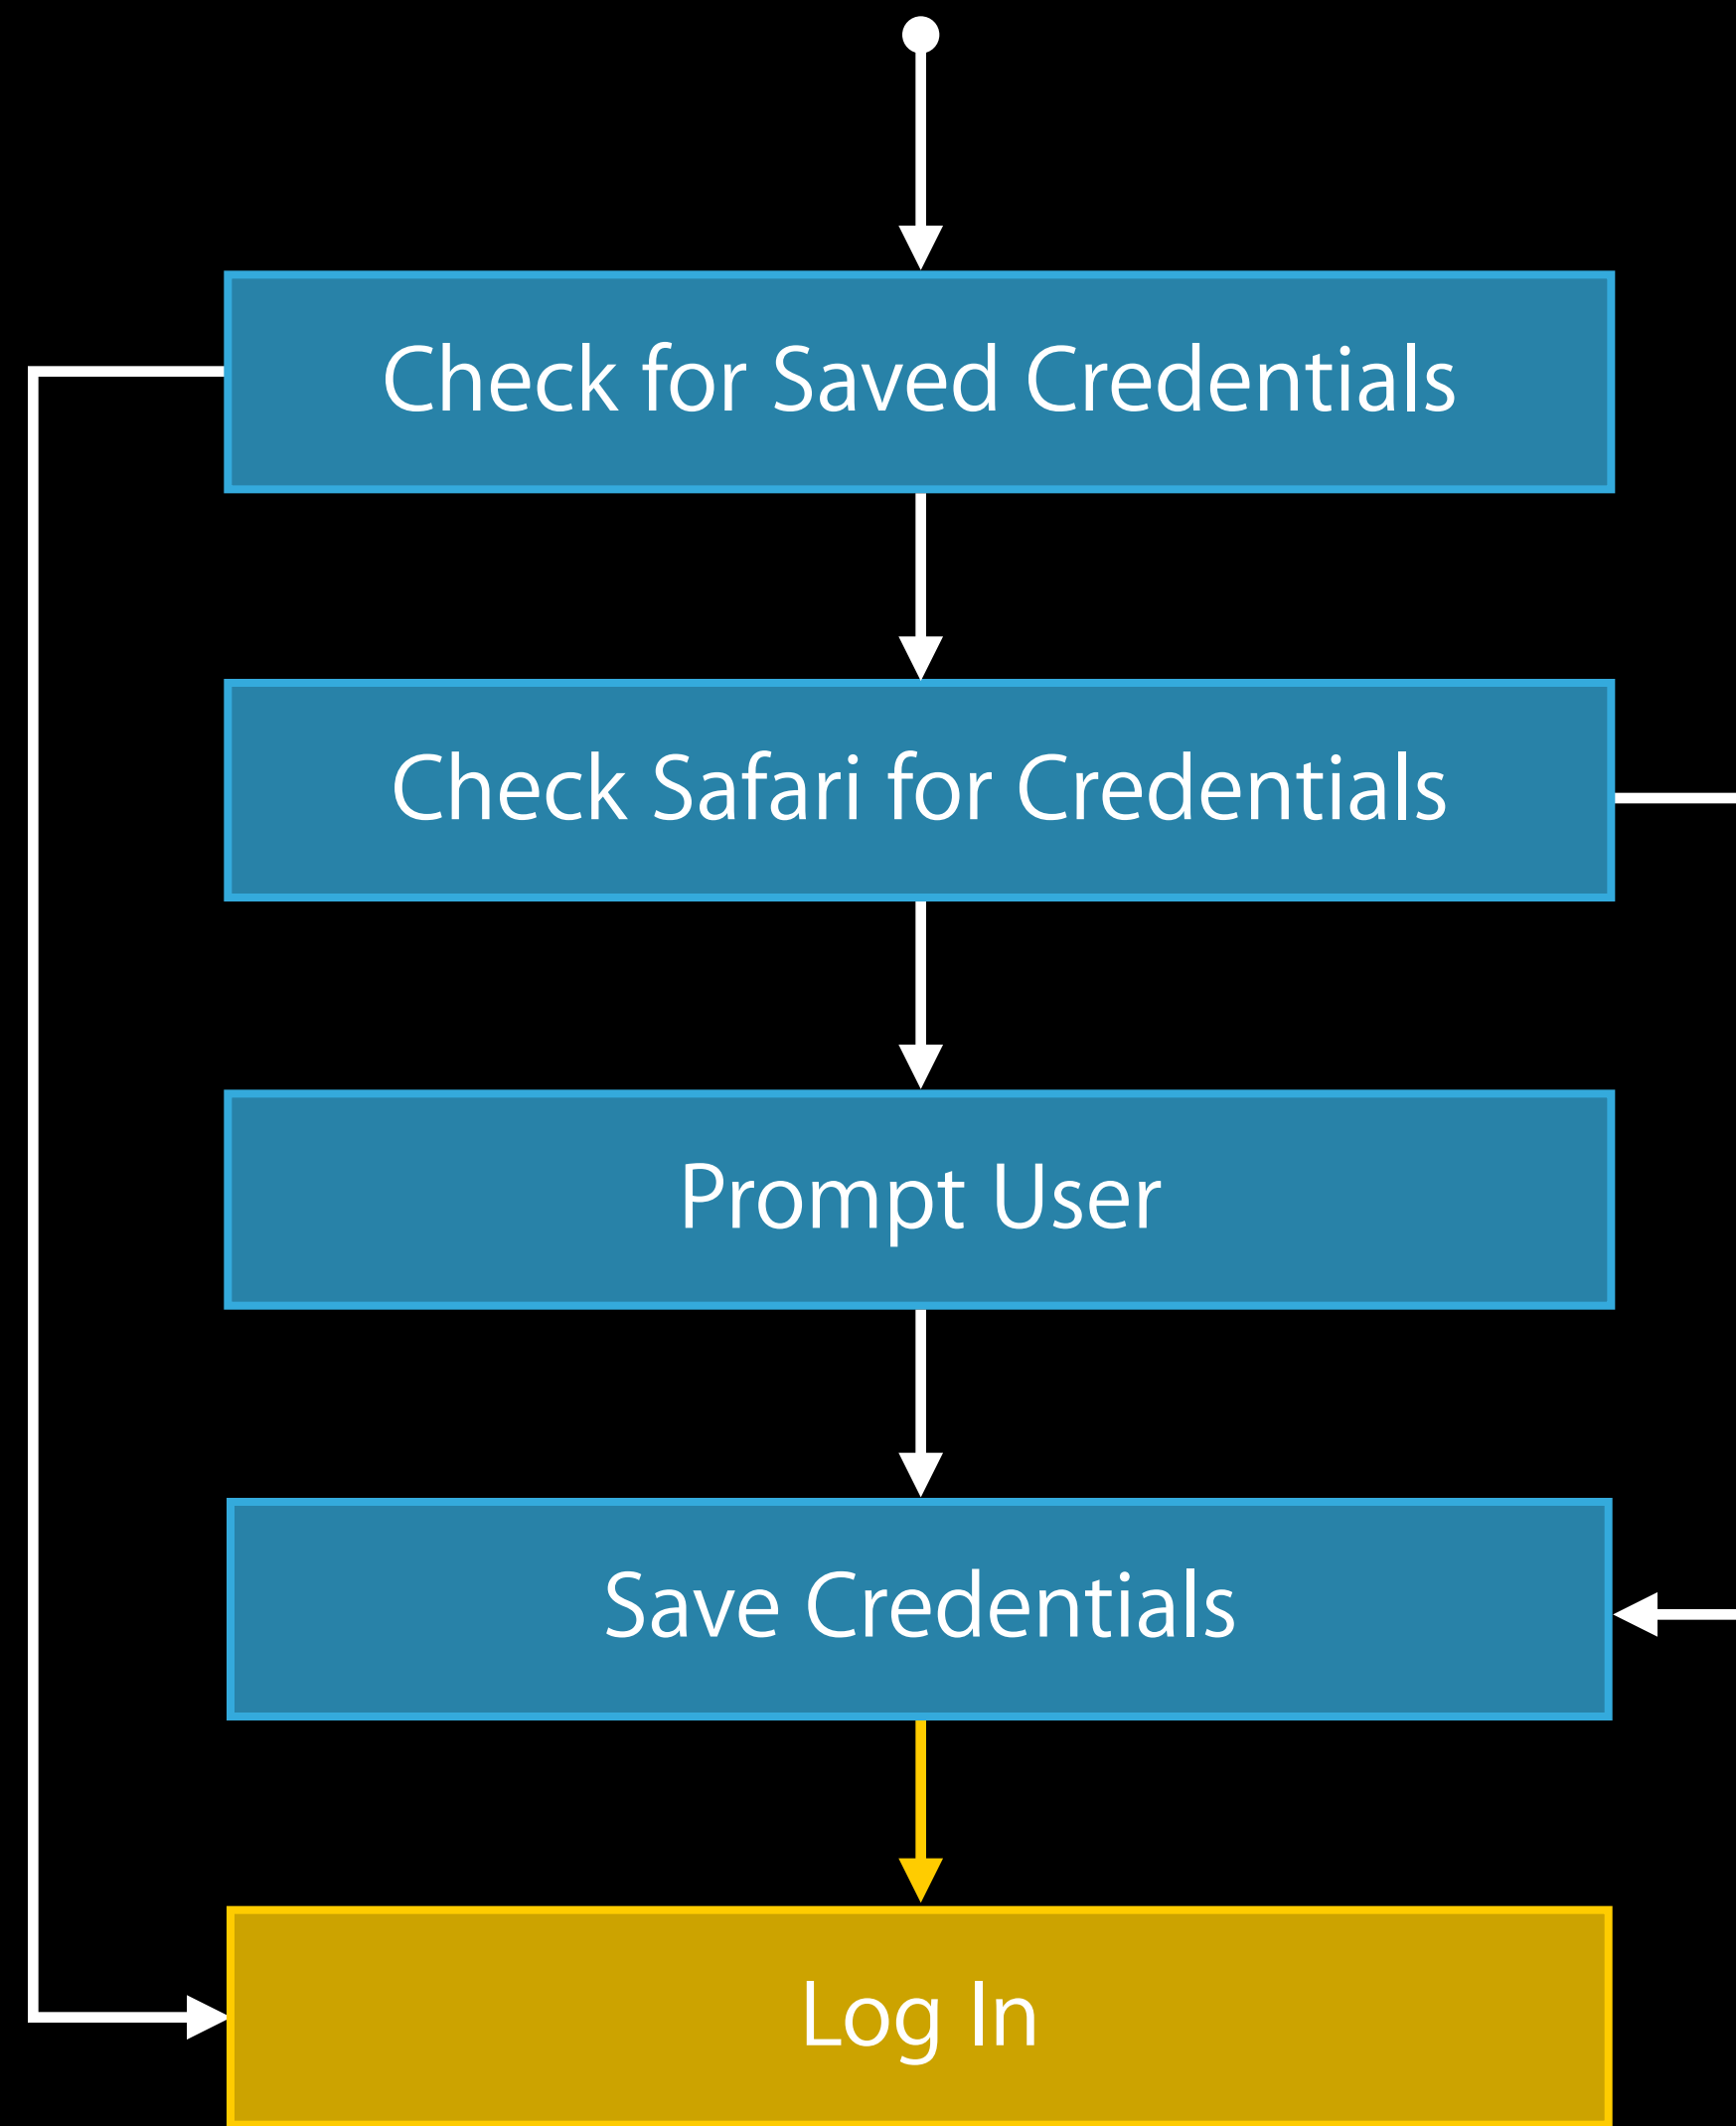 Check for Saved Credentials
Check Safari for Credentials
Prompt User
Save Credentials
Log In